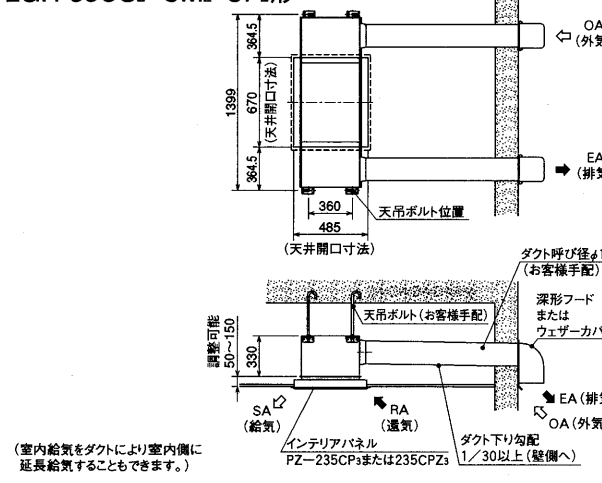 OA
(外気
364.5
670
(天井開口寸法)
1399
364.5
EA
(排気
360
天吊ボルト位置
485
(天井開口寸法)
ダクト呼び径φ1
(お客様手配)
深形フード
または
ウェザーカバ
天吊ボルト(お客様手配)
調整可能
50〜150
330
EA(排気
OA(外気
SA
(給気)
RA
(還気)
インテリアパネル
PZ-235CP₃または235CPZ₃
ダクト下り勾配
1/30以上(壁側へ)
(室内給気をダクトにより室内側に
延長給気することもできます。)